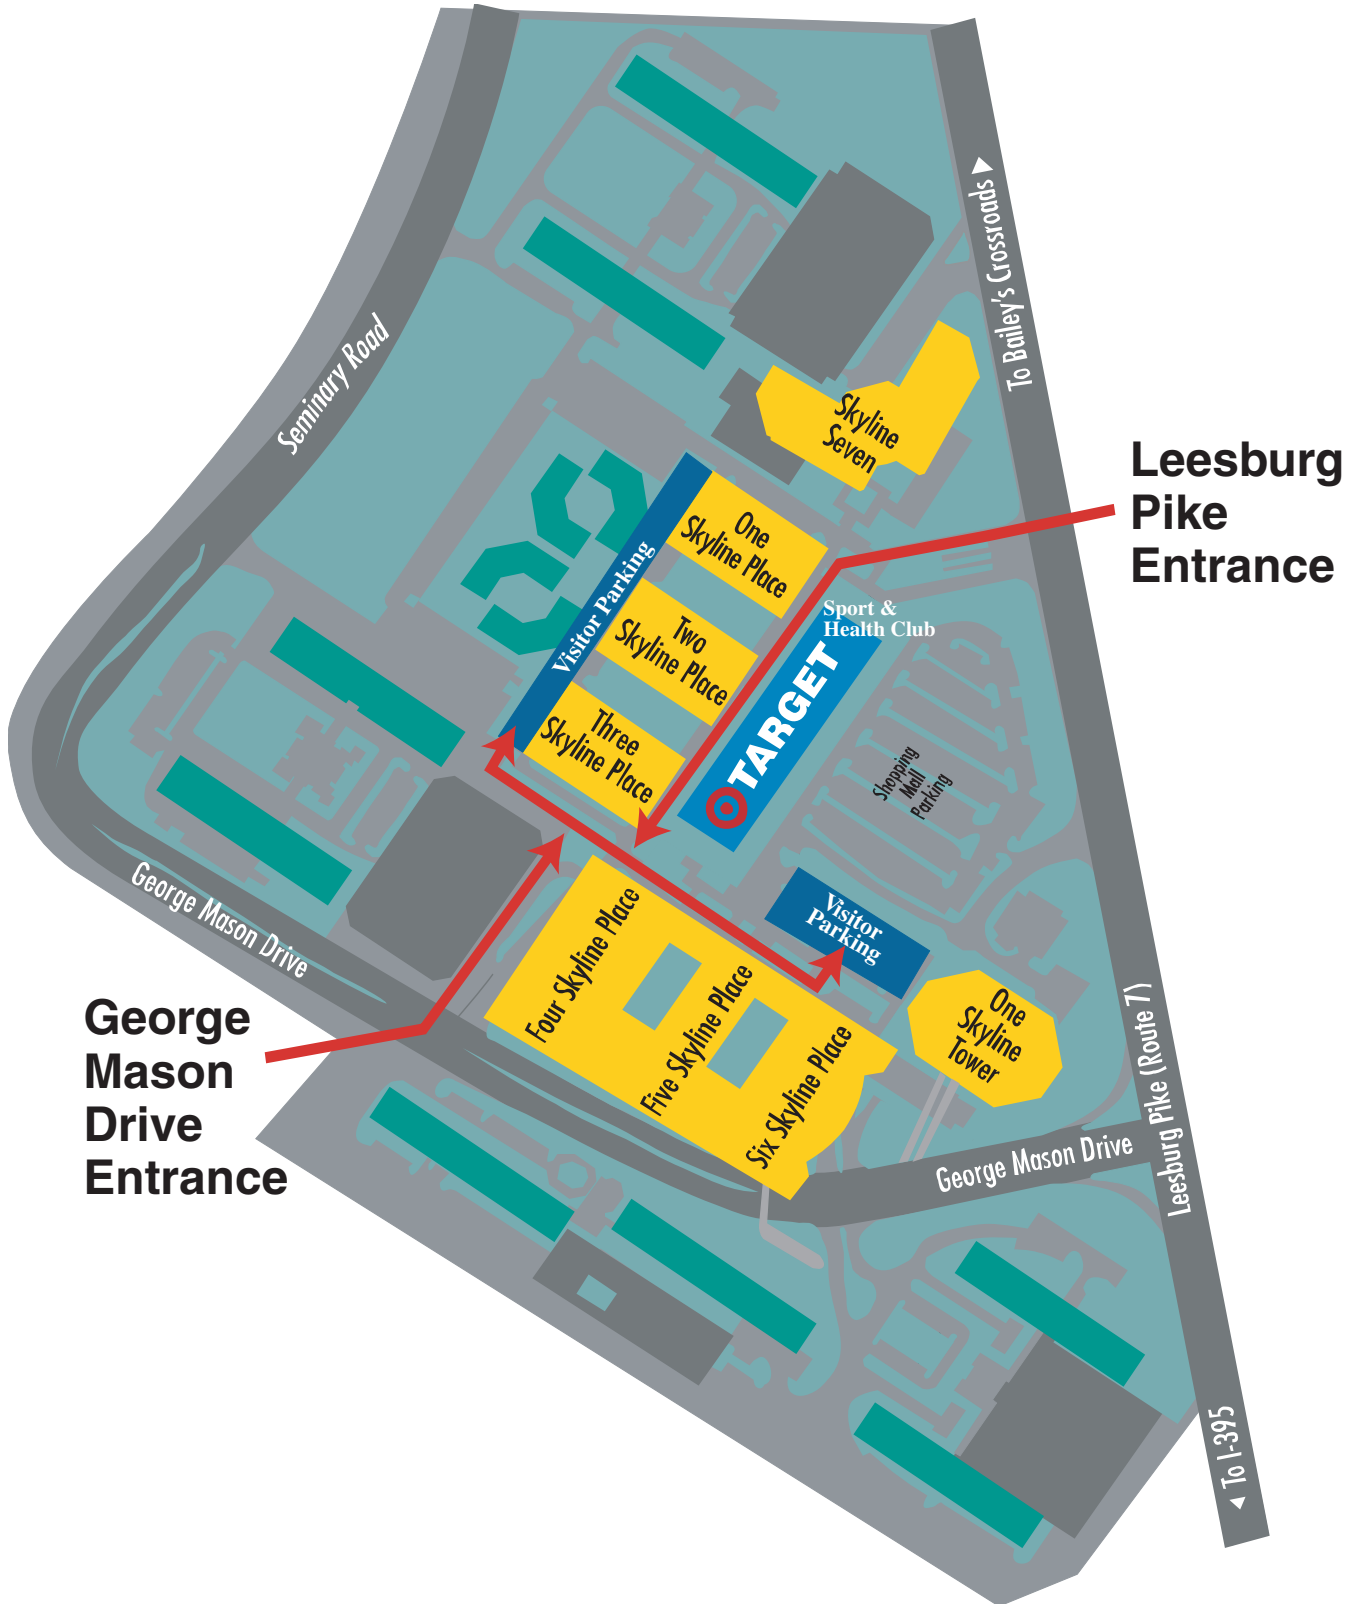 To Bailey's Crossroads
Seminary Road
Skyline
Seven
Leesburg
Pike
Entrance
One
Skyline Place
Visitor Parking
Sport &
Health Club
Two
Skyline Place
TARGET
Three
Skyline Place
Shopping
Mall
Parking
George Mason Drive
Visitor
Parking
Four Skyline Place
Five Skyline Place
Six Skyline Place
One
Skyline
Tower
George
Mason
Drive
Entrance
Leesburg Pike (Route 7)
George Mason Drive
To I-395